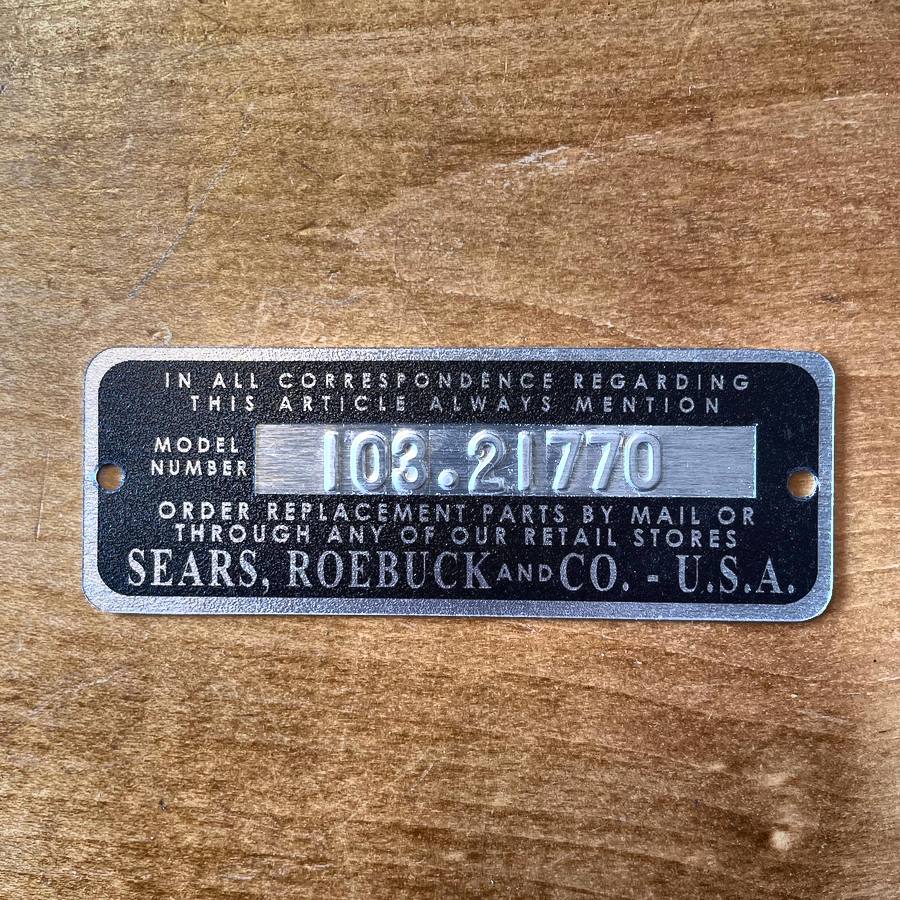 IN ALL CORRESPONDENCE REGARDING
THIS ARTICLE ALWAYS MENTION
MODEL NUMBER 103.21770
ORDER REPLACEMENT PARTS BY MAIL OR
THROUGH ANY OF OUR RETAIL STORES
SEARS, ROEBUCK AND CO. - U.S.A.